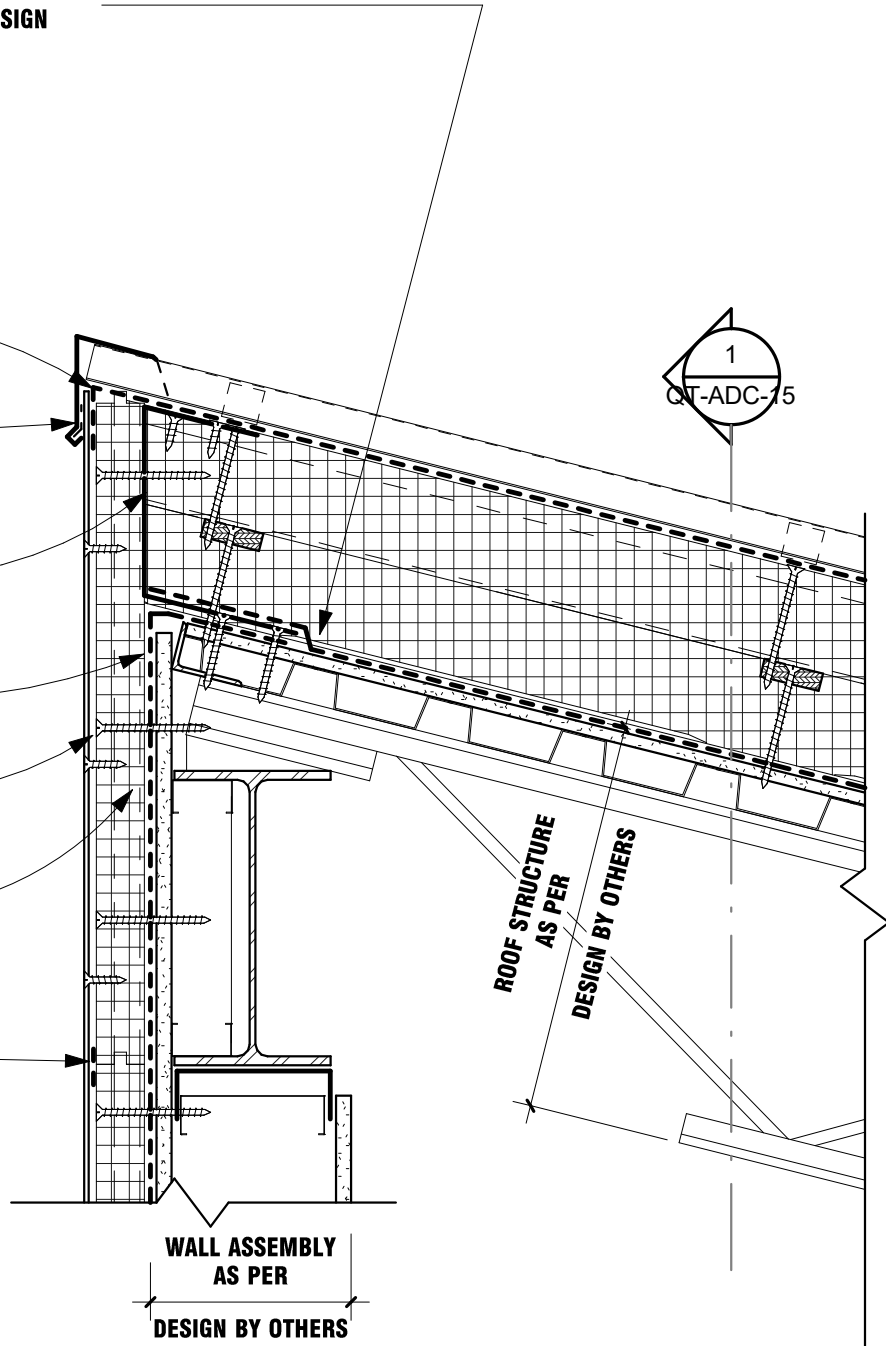 SIGN
1
QT-ADC-15
ROOF STRUCTURE
AS PER
DESIGN BY OTHERS
WALL ASSEMBLY
AS PER
DESIGN BY OTHERS